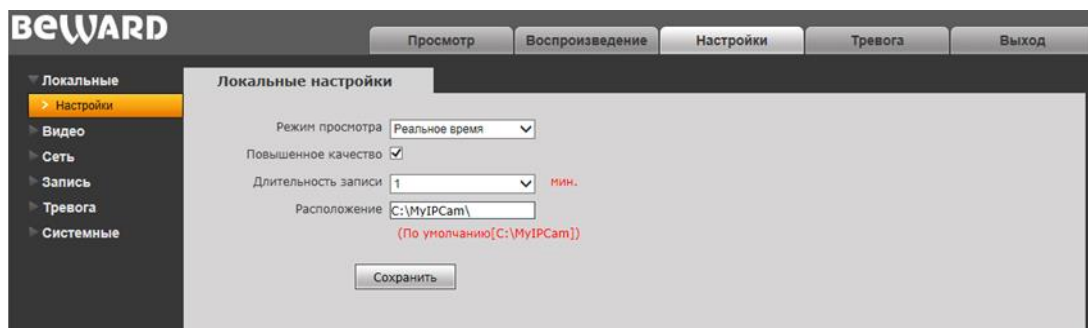 BEWARD
Просмотр Воспроизведение Настройки Тревога Выход
Локальные
Настройки
Видео
Сеть
Запись
Тревога
Системные
Локальные настройки
Режим просмотра Реальное время
Повышенное качество
Длительность записи 1 мин.
Расположение C:\MyIPCam\
(По умолчанию[C:\MyIPCam])
Сохранить